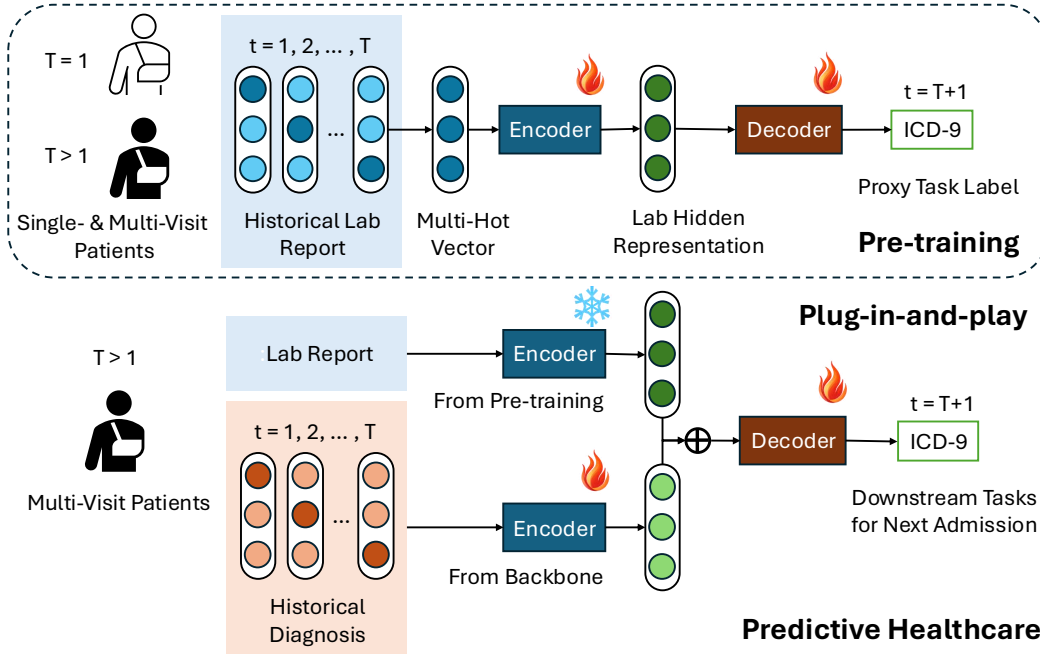 T = 1
T > 1
Single- & Multi-Visit
Patients
t = 1, 2, ... , T
...
Historical Lab
Report
Multi-Hot
Vector
Encoder
Lab Hidden
Representation
Decoder
t = T+1
ICD-9
Proxy Task Label
Pre-training
Plug-in-and-play
T > 1
Multi-Visit Patients
:Lab Report
Encoder
From Pre-training
t = 1, 2, ... , T
...
Historical
Diagnosis
Encoder
From Backbone
Decoder
t = T+1
ICD-9
Downstream Tasks
for Next Admission
Predictive Healthcare